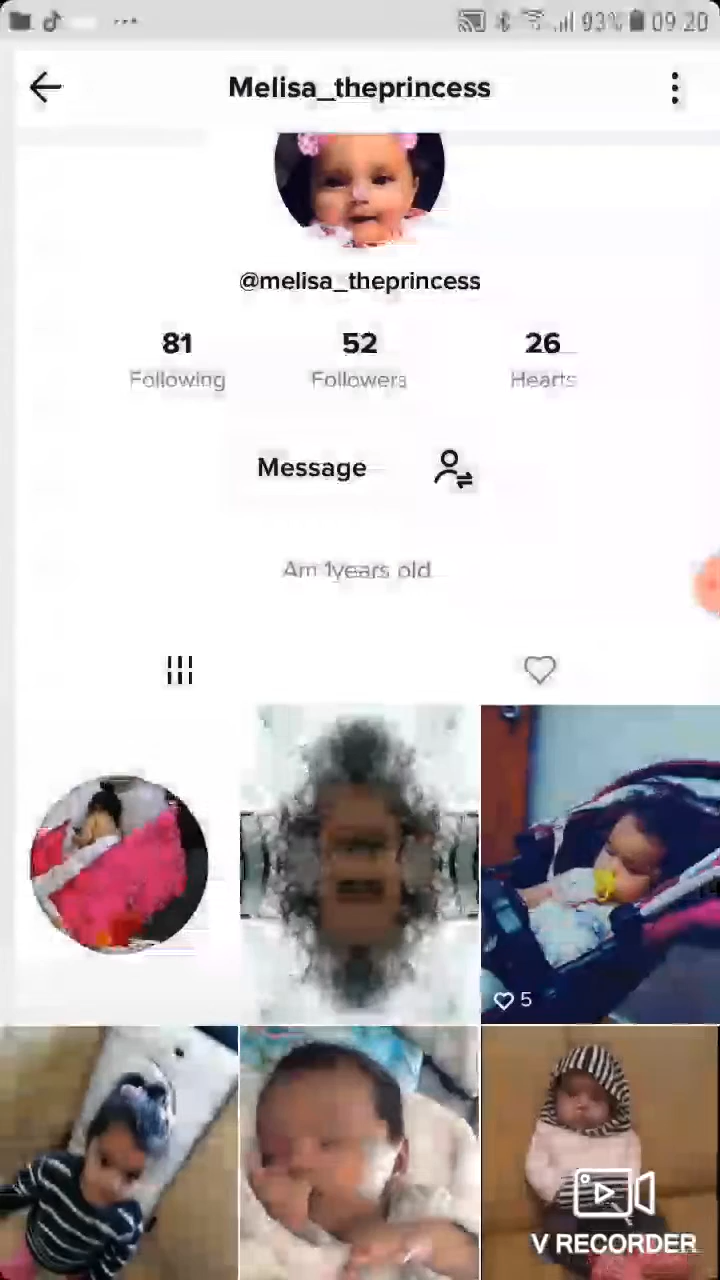 93% 09:20
Melisa_theprincess
@melisa_theprincess
81 52 26
Following Followers Hearts
Message
Am 1years old
5
V RECORDER